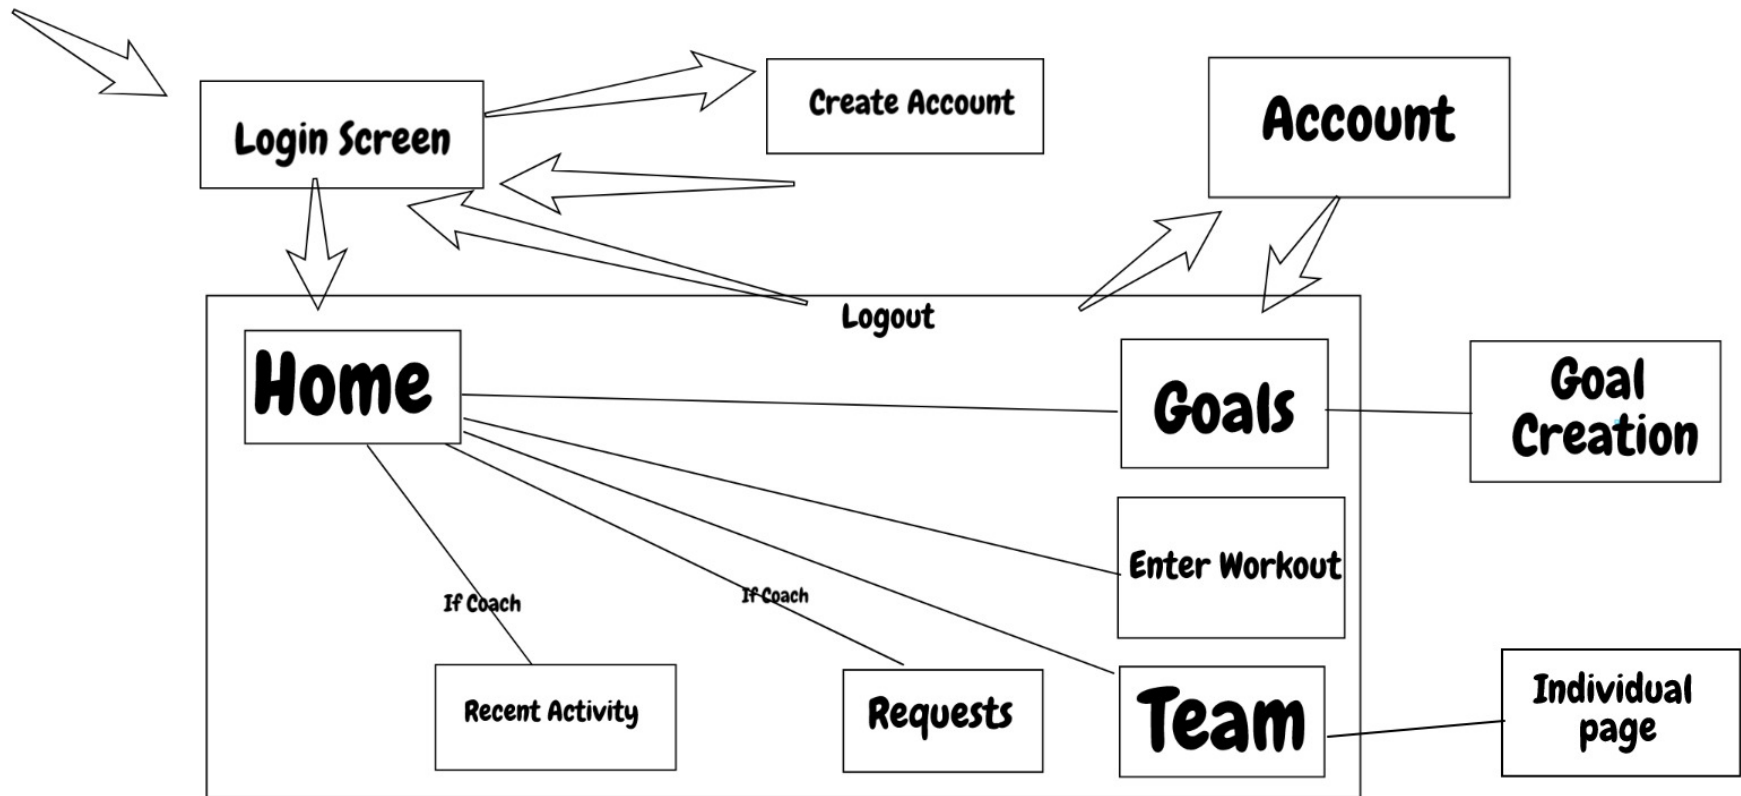 Login Screen
Create Account
Account
Logout
Home
Goals
Goal
Creation
Enter Workout
If Coach
If Coach
Recent Activity
Requests
Team
Individual
page